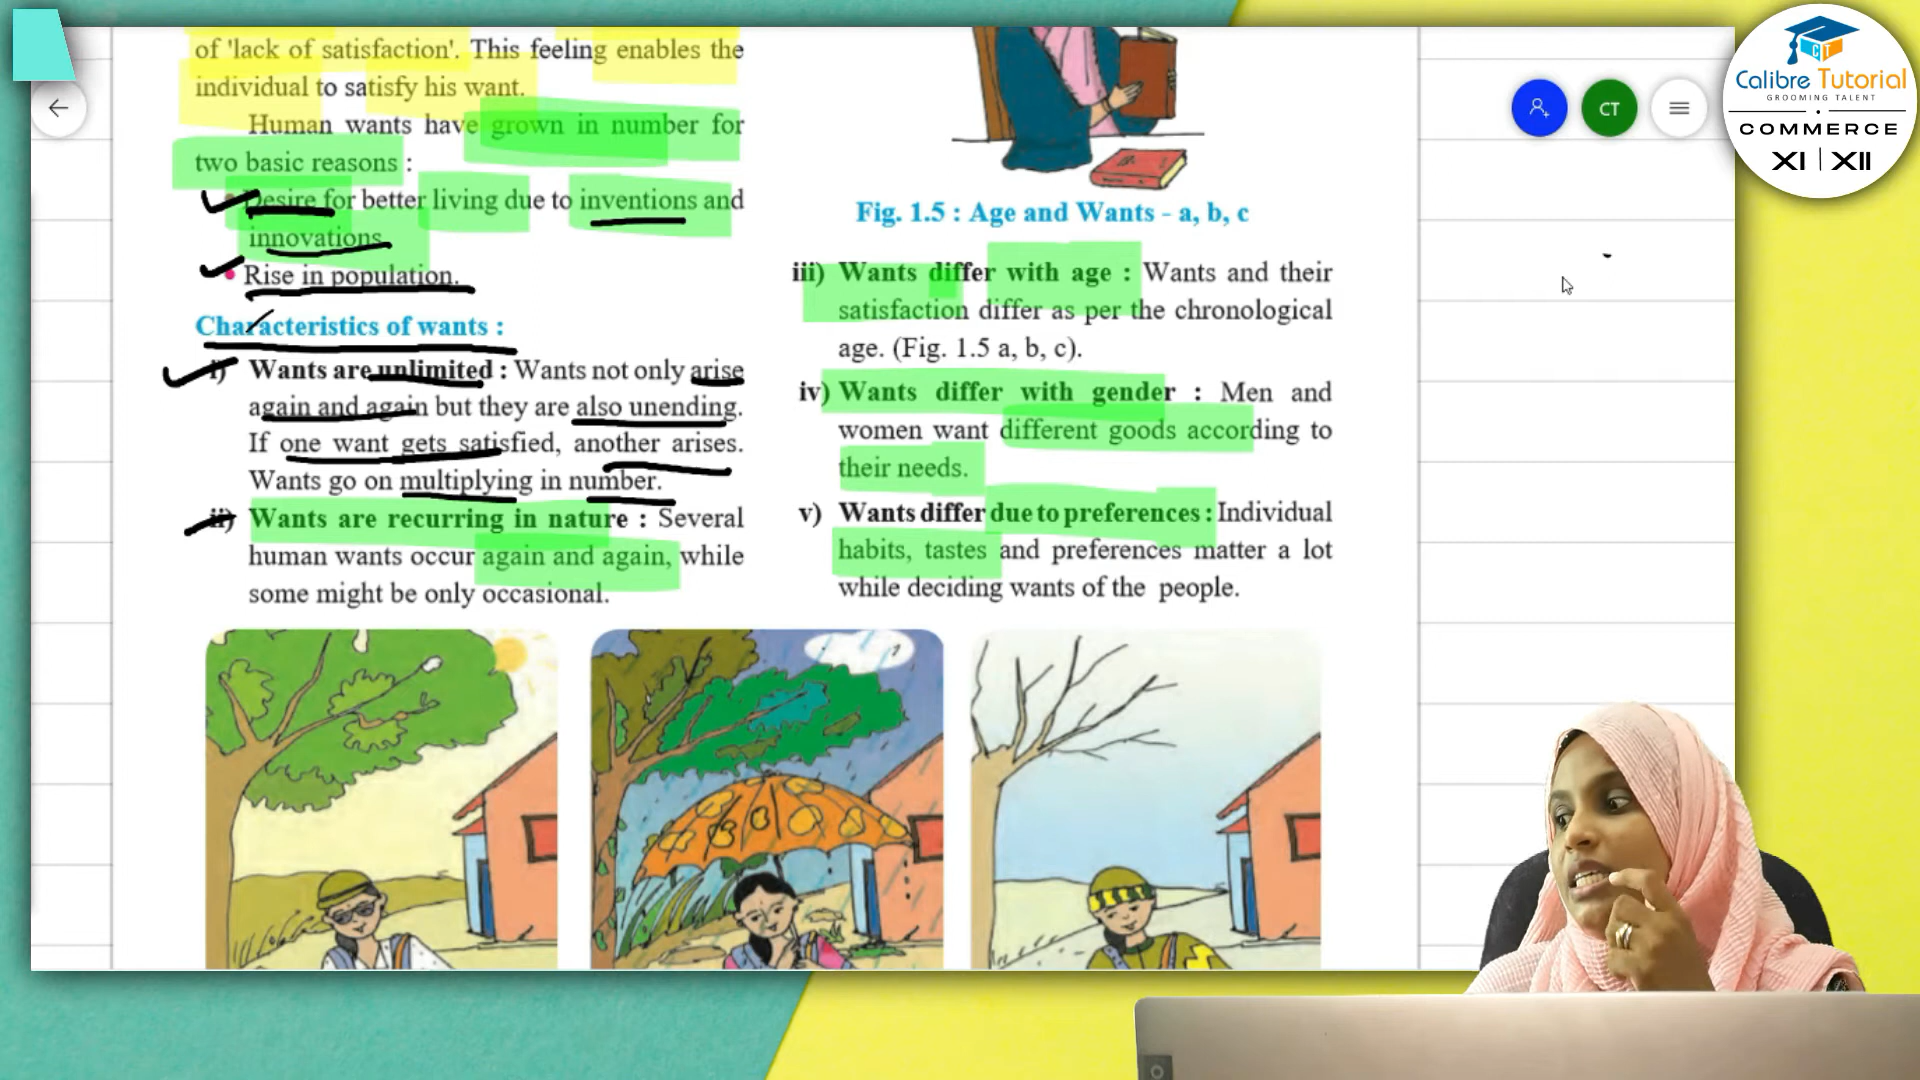 of 'lack of satisfaction'. This feeling enables the
individual to satisfy his want.
Human wants have grown in number for
two basic reasons :
Desire for better living due to inventions and
innovations.
• Rise in population.
Characteristics of wants :
i) Wants are unlimited : Wants not only arise
again and again but they are also unending.
If one want gets satisfied, another arises.
Wants go on multiplying in number.
ii) Wants are recurring in nature : Several
human wants occur again and again, while
some might be only occasional.
Fig. 1.5 : Age and Wants - a, b, c
iii) Wants differ with age : Wants and their
satisfaction differ as per the chronological
age. (Fig. 1.5 a, b, c).
iv) Wants differ with gender : Men and
women want different goods according to
their needs.
v) Wants differ due to preferences : Individual
habits, tastes and preferences matter a lot
while deciding wants of the people.
CT
CT
Calibre Tutorial
GROOMING TALENT
COMMERCE
XI | XII